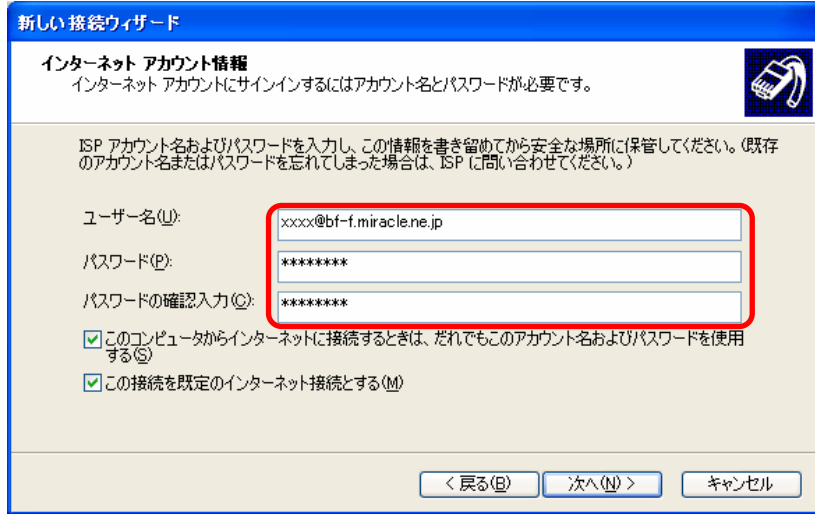 新しい接続ウィザード
インターネット アカウント情報
インターネット アカウントにサインインするにはアカウント名とパスワードが必要です。
ISP アカウント名およびパスワードを入力し、この情報を書き留めてから安全な場所に保管してください。(既存
のアカウント名またはパスワードを忘れてしまった場合は、ISP に問い合わせてください。)
ユーザー名(U): xxxx@bf-f.miracle.ne.jp
パスワード(P): ********
パスワードの確認入力(C): ********
このコンピュータからインターネットに接続するときは、だれでもこのアカウント名およびパスワードを使用
する(S)
この接続を既定のインターネット接続とする(M)
< 戻る(B) 次へ(N) > キャンセル